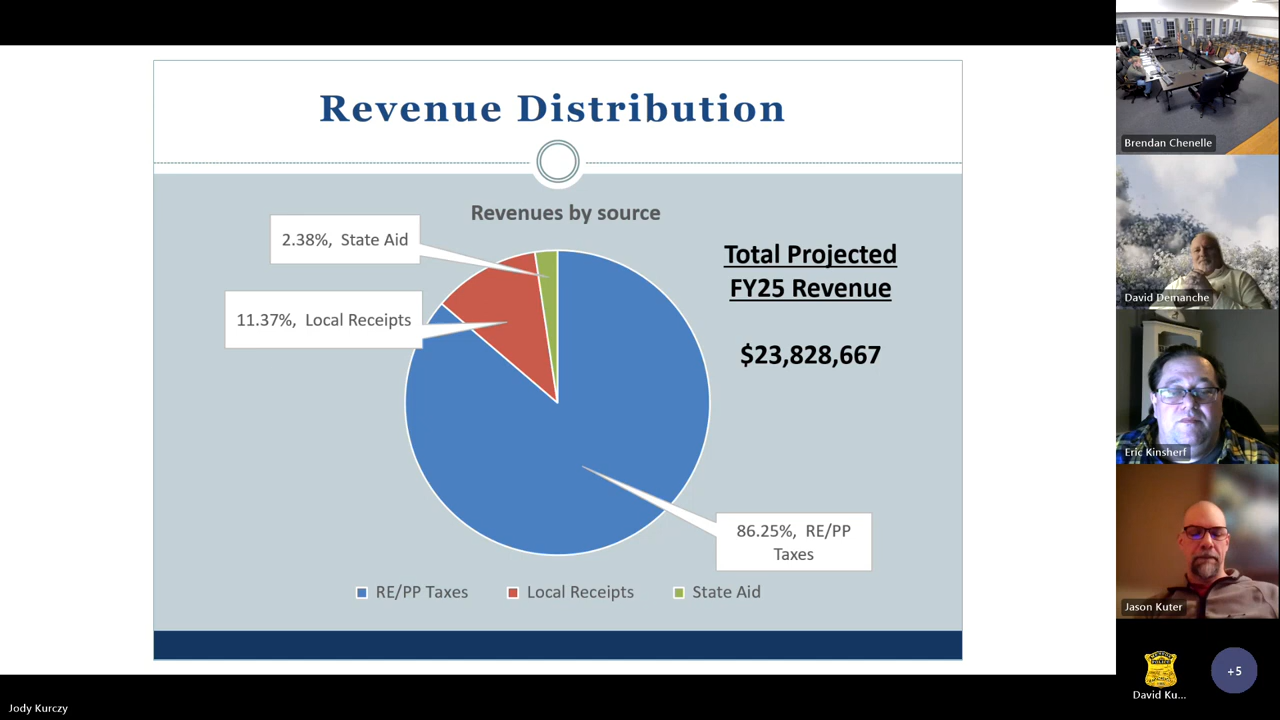 Revenue Distribution
Revenues by source
2.38%, State Aid
11.37%, Local Receipts
Total Projected
FY25 Revenue
$23,828,667
86.25%, RE/PP
Taxes
RE/PP Taxes
Local Receipts
State Aid
Brendan Chenelle
David Demanche
Eric Kinsherf
Jason Kuter
POLICE
David Ku...
+5
Jody Kurczy